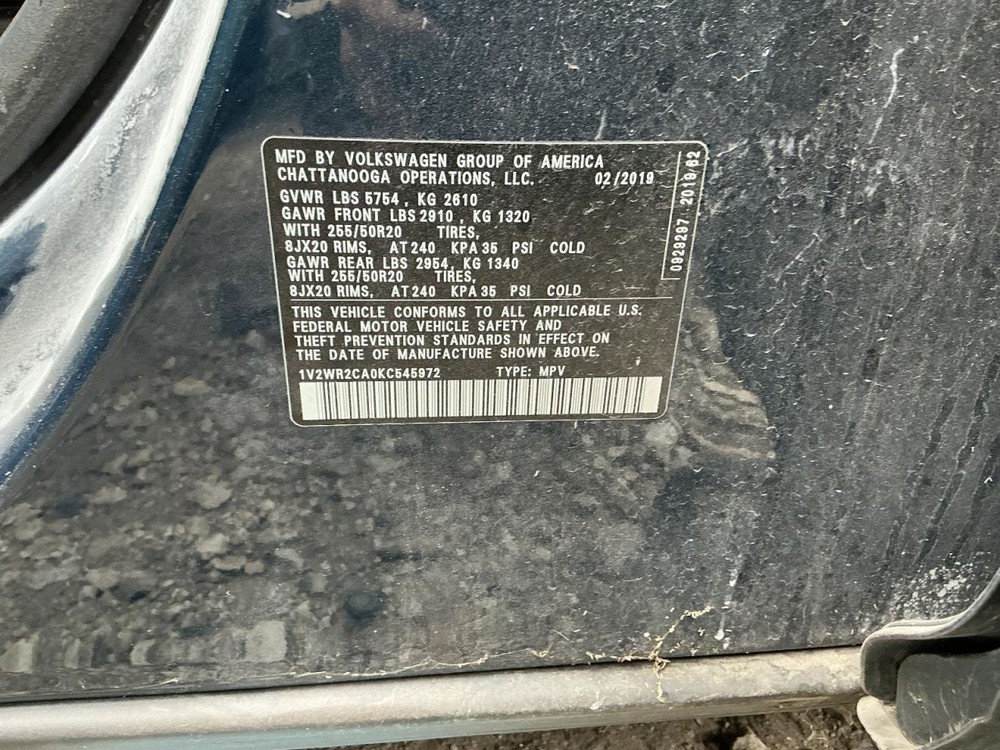 MFD BY VOLKSWAGEN GROUP OF AMERICA
CHATTANOOGA OPERATIONS, LLC. 02/2019
GVWR LBS 5754 , KG 2610
GAWR FRONT LBS 2910 , KG 1320
WITH 255/50R20 TIRES,
8JX20 RIMS, AT 240 KPA 35 PSI COLD
GAWR REAR LBS 2954, KG 1340
WITH 255/50R20 TIRES,
8JX20 RIMS, AT 240 KPA 35 PSI COLD
THIS VEHICLE CONFORMS TO ALL APPLICABLE U.S.
FEDERAL MOTOR VEHICLE SAFETY AND
THEFT PREVENTION STANDARDS IN EFFECT ON
THE DATE OF MANUFACTURE SHOWN ABOVE.
1V2WR2CA0KC545972 TYPE: MPV
0929297 2019/62